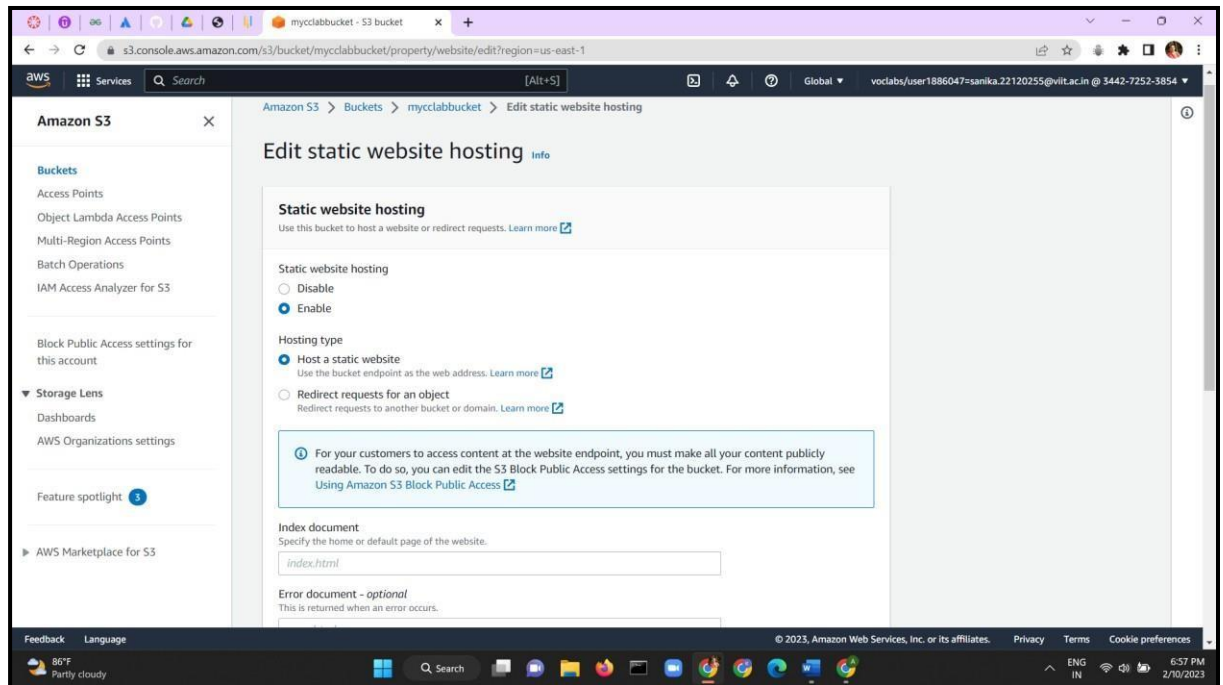 mycclabbucket - S3 bucket
s3.console.aws.amazon.com/s3/bucket/mycclabbucket/property/website/edit?region=us-east-1
aws
Services
Search
[Alt+S]
Global
voclabs/user1886047=sanika.22120255@viit.ac.in @ 3442-7252-3854
Amazon S3
Buckets
Access Points
Object Lambda Access Points
Multi-Region Access Points
Batch Operations
IAM Access Analyzer for S3
Block Public Access settings for
this account
Storage Lens
Dashboards
AWS Organizations settings
Feature spotlight 3
AWS Marketplace for S3
Amazon S3 > Buckets > mycclabbucket > Edit static website hosting
Edit static website hosting Info
Static website hosting
Use this bucket to host a website or redirect requests. Learn more
Static website hosting
Disable
Enable
Hosting type
Host a static website
Use the bucket endpoint as the web address. Learn more
Redirect requests for an object
Redirect requests to another bucket or domain. Learn more
For your customers to access content at the website endpoint, you must make all your content publicly
readable. To do so, you can edit the S3 Block Public Access settings for the bucket. For more information, see
Using Amazon S3 Block Public Access
Index document
Specify the home or default page of the website.
index.html
Error document - optional
This is returned when an error occurs.
Feedback Language
© 2023, Amazon Web Services, Inc. or its affiliates. Privacy Terms Cookie preferences
86°F
Partly cloudy
Search
ENG
IN
6:57 PM
2/10/2023